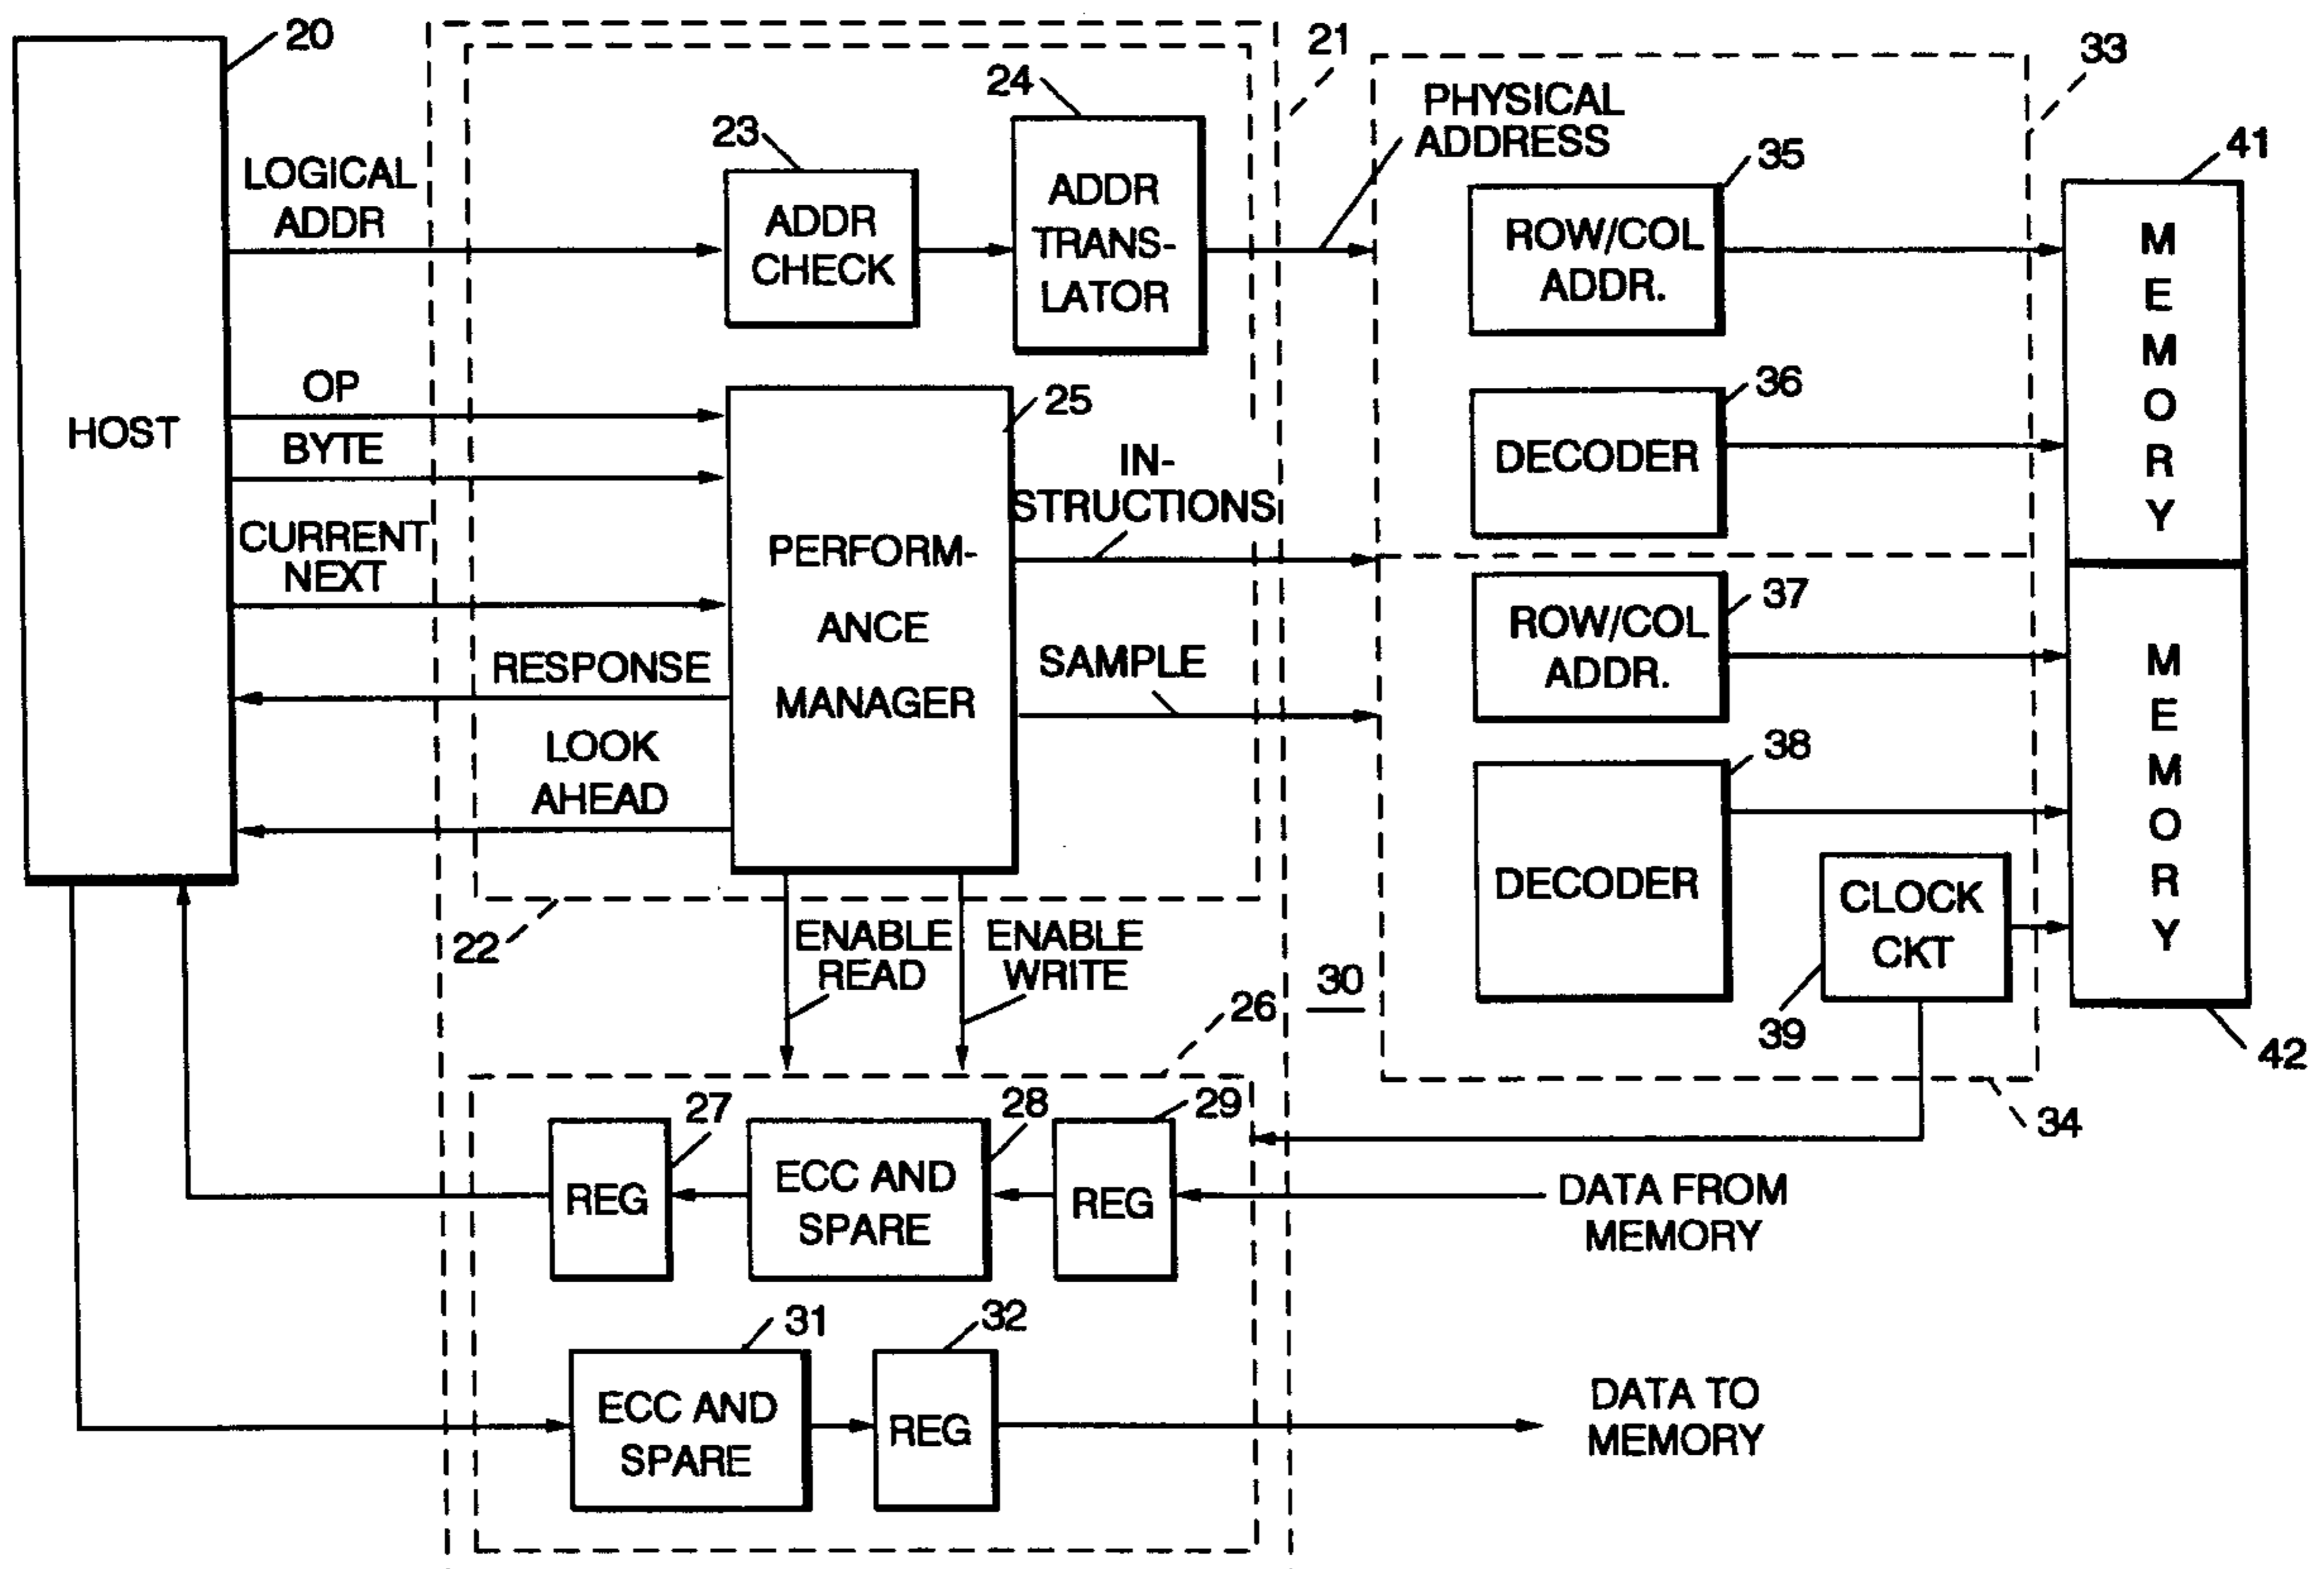 20
21
33
24
PHYSICAL
ADDRESS
23
35
41
LOGICAL
ADDR
ADDR
CHECK
ADDR
TRANS-
LATOR
ROW/COL
ADDR.
MEMORY
HOST
OP
BYTE
25
36
IN-
STRUCTIONS
DECODER
CURRENT
NEXT
PERFORM-
ANCE
MANAGER
37
ROW/COL
ADDR.
RESPONSE
SAMPLE
MEMORY
LOOK
AHEAD
38
DECODER
CLOCK
CKT
22
ENABLE
READ
ENABLE
WRITE
26
30
39
42
27
28
29
34
REG
ECC AND
SPARE
REG
DATA FROM
MEMORY
31
32
ECC AND
SPARE
REG
DATA TO
MEMORY